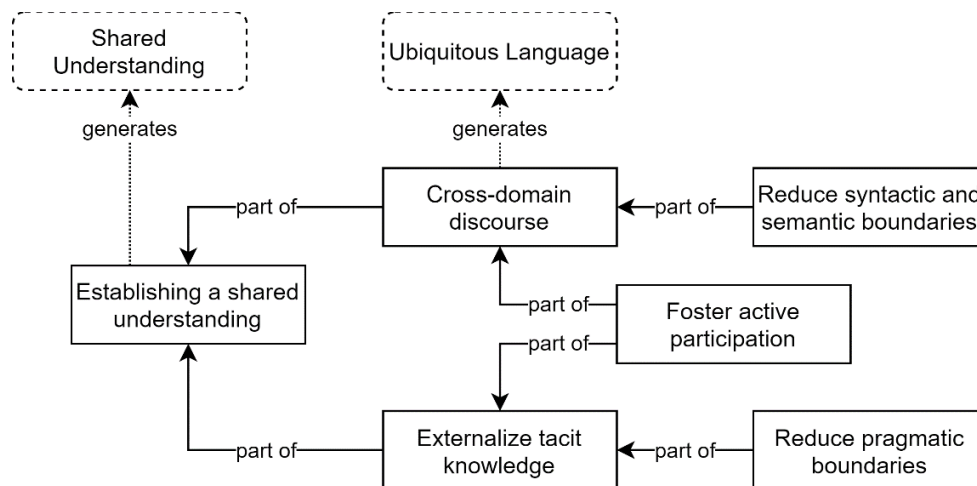 Shared
Understanding
Ubiquitous Language
generates
generates
part of
Cross-domain
discourse
part of
Reduce syntactic and
semantic boundaries
Establishing a shared
understanding
part of
Foster active
participation
part of
part of
Externalize tacit
knowledge
part of
Reduce pragmatic
boundaries